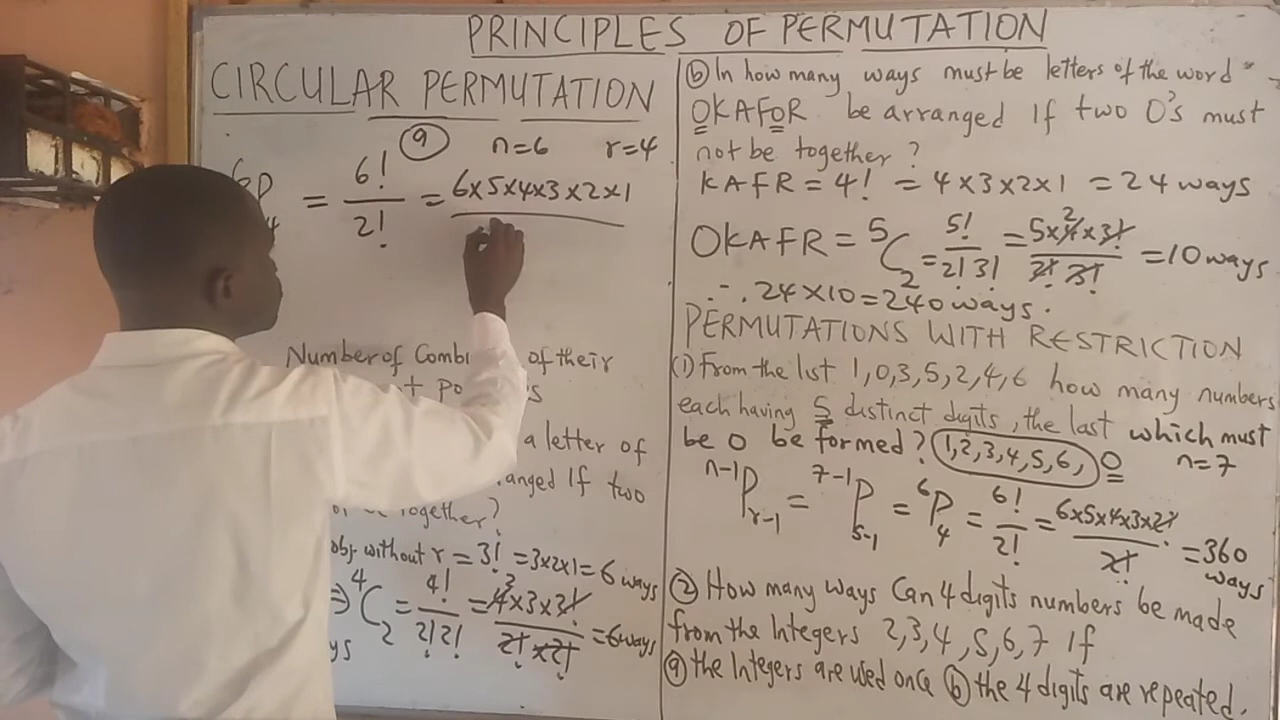 PRINCIPLES OF PERMUTATION
CIRCULAR PERMUTATION
(a) n=6 r=4
6P4 = 6!/2! = 6×5×4×3×2×1
Number of Combi of their
a letter of
anged If two
together?
obj without r = 3! = 3×2×1 = 6 ways
⇒ 4C2 = 4!/2!2! = 4×3×2!/2!×2! = 6ways
ys
(b) In how many ways must be letters of the word
OKAFOR be arranged If two O's must
not be together?
KAFR = 4! = 4×3×2×1 = 24 ways
OKAFR = 5C2 = 5!/2!3! = 5×4×3!/2!3! = 10 ways
∴ 24×10 = 240 ways.
PERMUTATIONS WITH RESTRICTION
(1) From the list 1,0,3,5,2,4,6 how many numbers
each having 5 distinct digits, the last which must
be 0 be formed? (1,2,3,4,5,6,) 0 n=7
n-1Pr-1 = 7-1P5-1 = 6P4 = 6!/2! = 6×5×4×3×2!/2! = 360 ways
(2) How many ways Can 4 digits numbers be made
from the Integers 2,3,4,5,6,7 If
(a) the Integers are used once (b) the 4 digits are repeated.